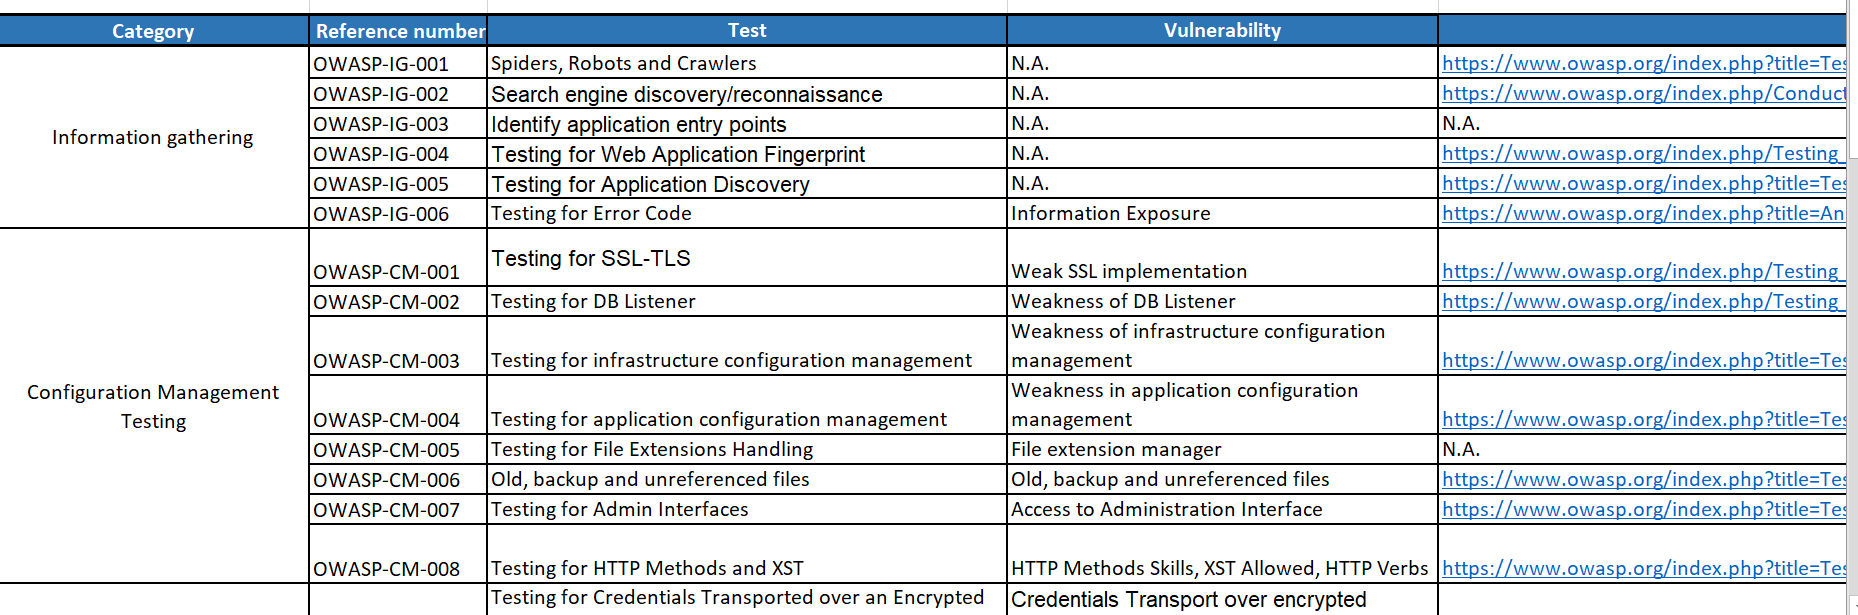 Category Reference number Test Vulnerability
OWASP-IG-001 Spiders, Robots and Crawlers N.A. https://www.owasp.org/index.php?title=Tes
OWASP-IG-002 Search engine discovery/reconnaissance N.A. https://www.owasp.org/index.php/Conduct
Information gathering
OWASP-IG-003 Identify application entry points N.A. N.A.
OWASP-IG-004 Testing for Web Application Fingerprint N.A. https://www.owasp.org/index.php/Testing_
OWASP-IG-005 Testing for Application Discovery N.A. https://www.owasp.org/index.php?title=Tes
OWASP-IG-006 Testing for Error Code Information Exposure https://www.owasp.org/index.php?title=An
OWASP-CM-001 Testing for SSL-TLS Weak SSL implementation https://www.owasp.org/index.php/Testing_
OWASP-CM-002 Testing for DB Listener Weakness of DB Listener https://www.owasp.org/index.php/Testing_
Weakness of infrastructure configuration
OWASP-CM-003 Testing for infrastructure configuration management management https://www.owasp.org/index.php?title=Tes
Configuration Management
Testing
Weakness in application configuration
OWASP-CM-004 Testing for application configuration management management https://www.owasp.org/index.php?title=Tes
OWASP-CM-005 Testing for File Extensions Handling File extension manager N.A.
OWASP-CM-006 Old, backup and unreferenced files Old, backup and unreferenced files https://www.owasp.org/index.php?title=Tes
OWASP-CM-007 Testing for Admin Interfaces Access to Administration Interface https://www.owasp.org/index.php?title=Tes
OWASP-CM-008 Testing for HTTP Methods and XST HTTP Methods Skills, XST Allowed, HTTP Verbs https://www.owasp.org/index.php?title=Tes
Testing for Credentials Transported over an Encrypted Credentials Transport over encrypted